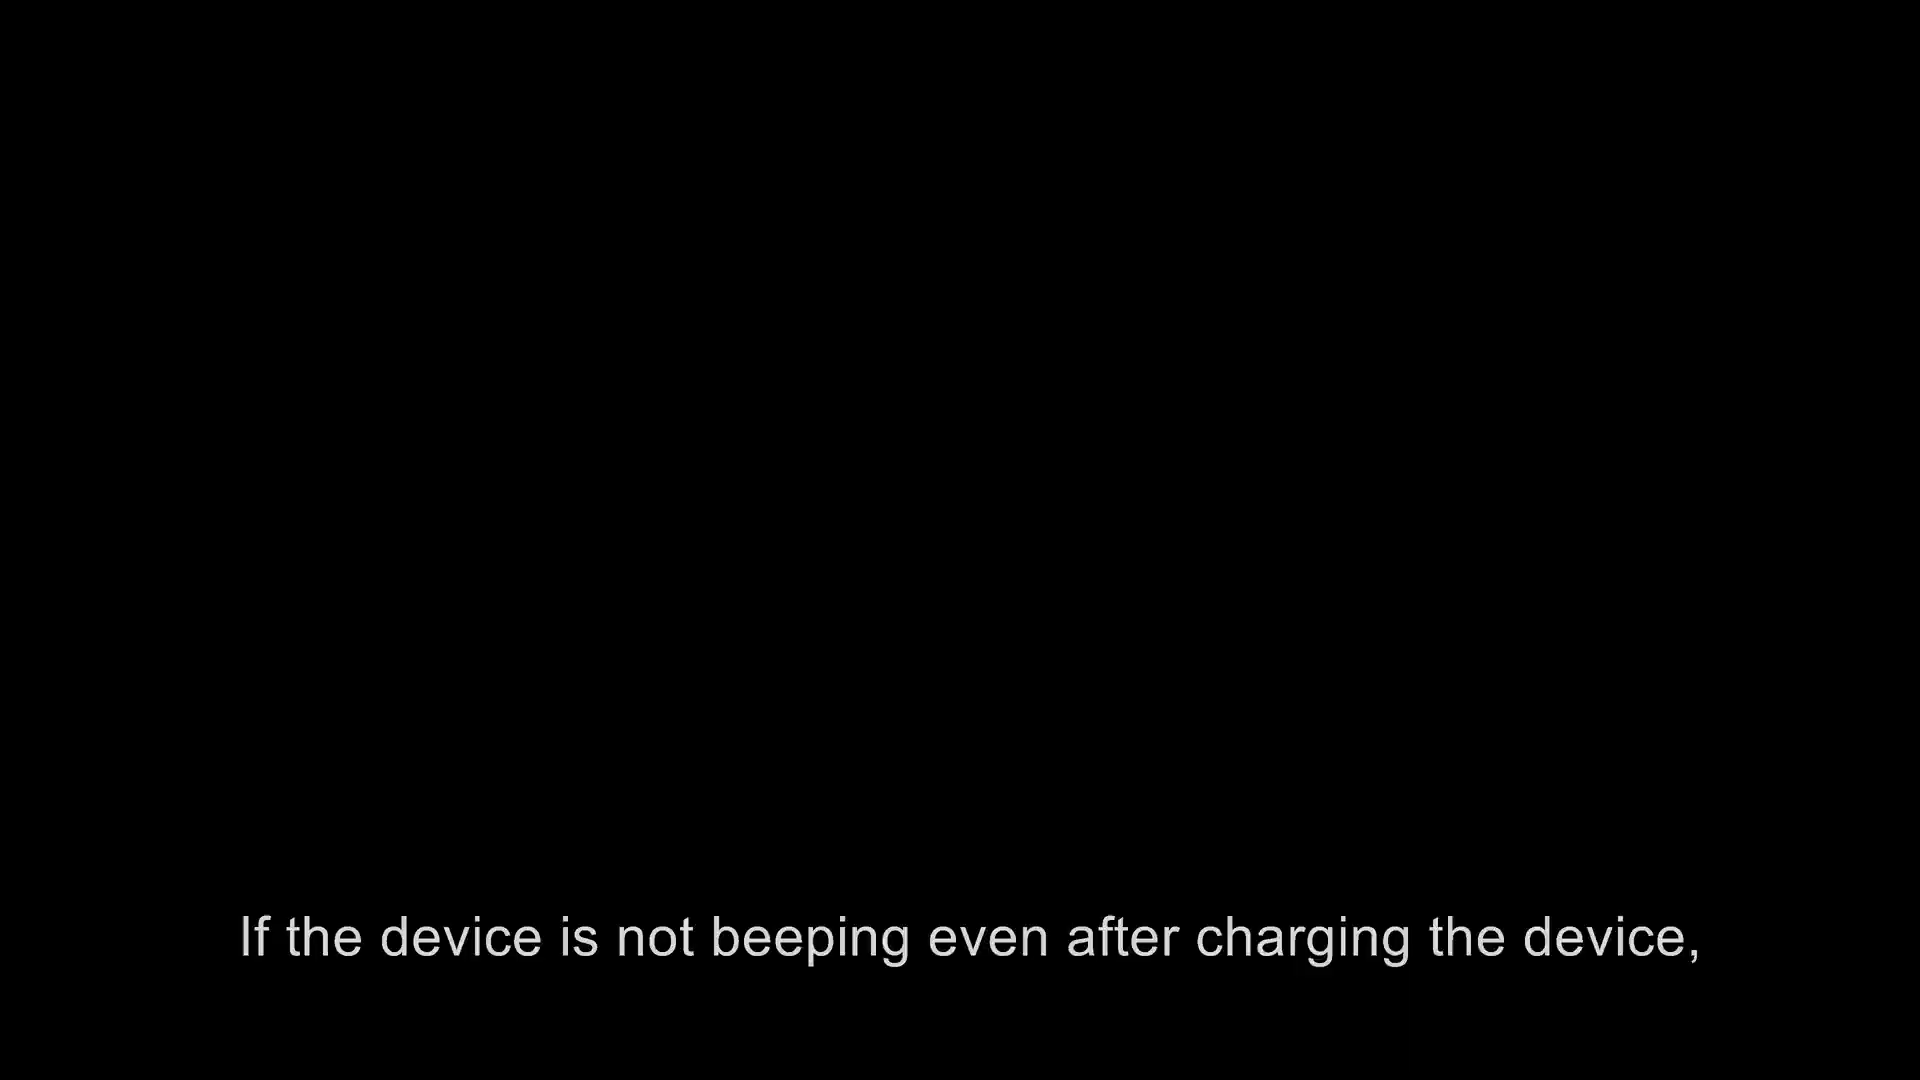 If the device is not beeping even after charging the device,